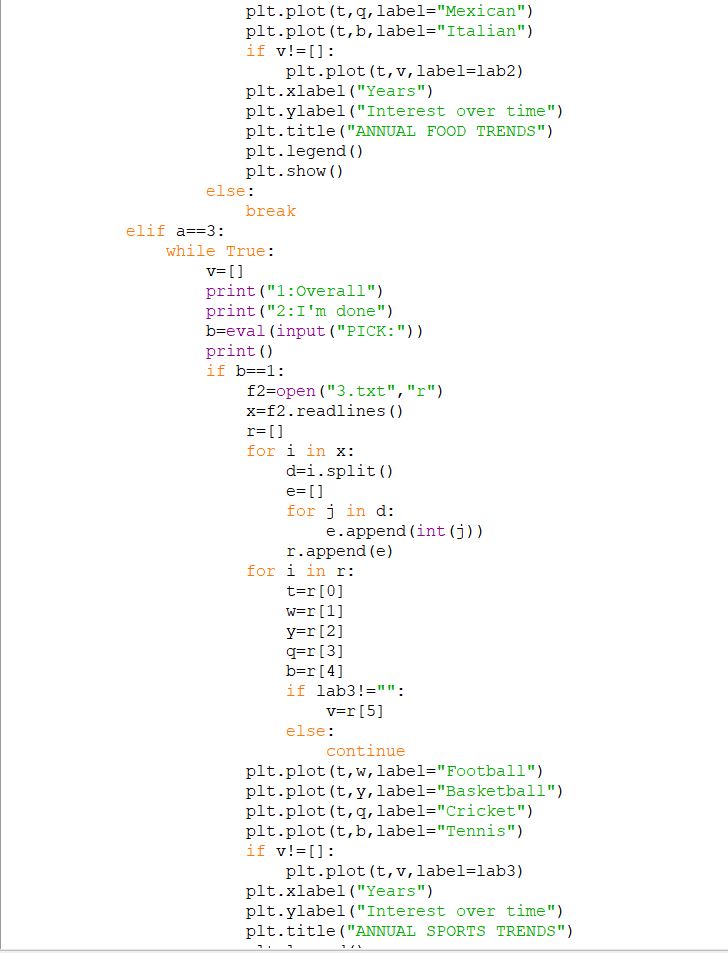 plt.plot(t,q,label="Mexican")
plt.plot(t,b,label="Italian")
if v!=[]:
plt.plot(t,v,label=lab2)
plt.xlabel("Years")
plt.ylabel("Interest over time")
plt.title("ANNUAL FOOD TRENDS")
plt.legend()
plt.show()
else:
break
elif a==3:
while True:
v=[]
print("1:Overall")
print("2:I'm done")
b=eval(input("PICK:"))
print()
if b==1:
f2=open("3.txt","r")
x=f2.readlines()
r=[]
for i in x:
d=i.split()
e=[]
for j in d:
e.append(int(j))
r.append(e)
for i in r:
t=r[0]
w=r[1]
y=r[2]
q=r[3]
b=r[4]
if lab3!="":
v=r[5]
else:
continue
plt.plot(t,w,label="Football")
plt.plot(t,y,label="Basketball")
plt.plot(t,q,label="Cricket")
plt.plot(t,b,label="Tennis")
if v!=[]:
plt.plot(t,v,label=lab3)
plt.xlabel("Years")
plt.ylabel("Interest over time")
plt.title("ANNUAL SPORTS TRENDS")